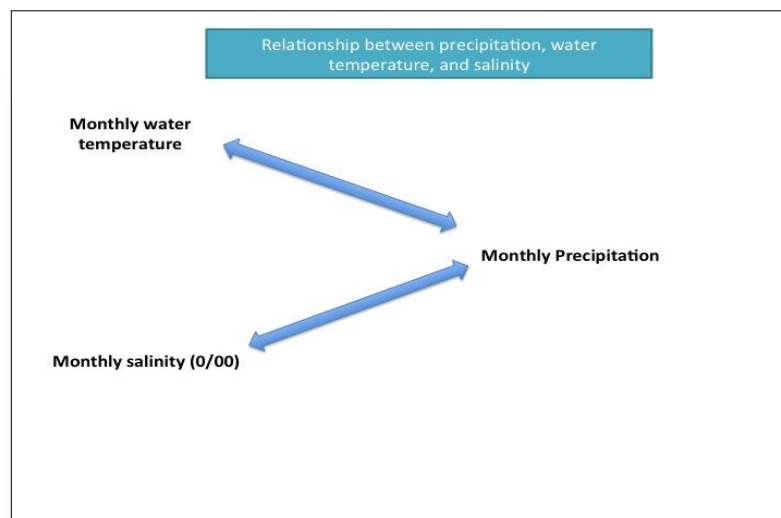 Relationship between precipitation, water
temperature, and salinity
Monthly water
temperature
Monthly Precipitation
Monthly salinity (0/00)